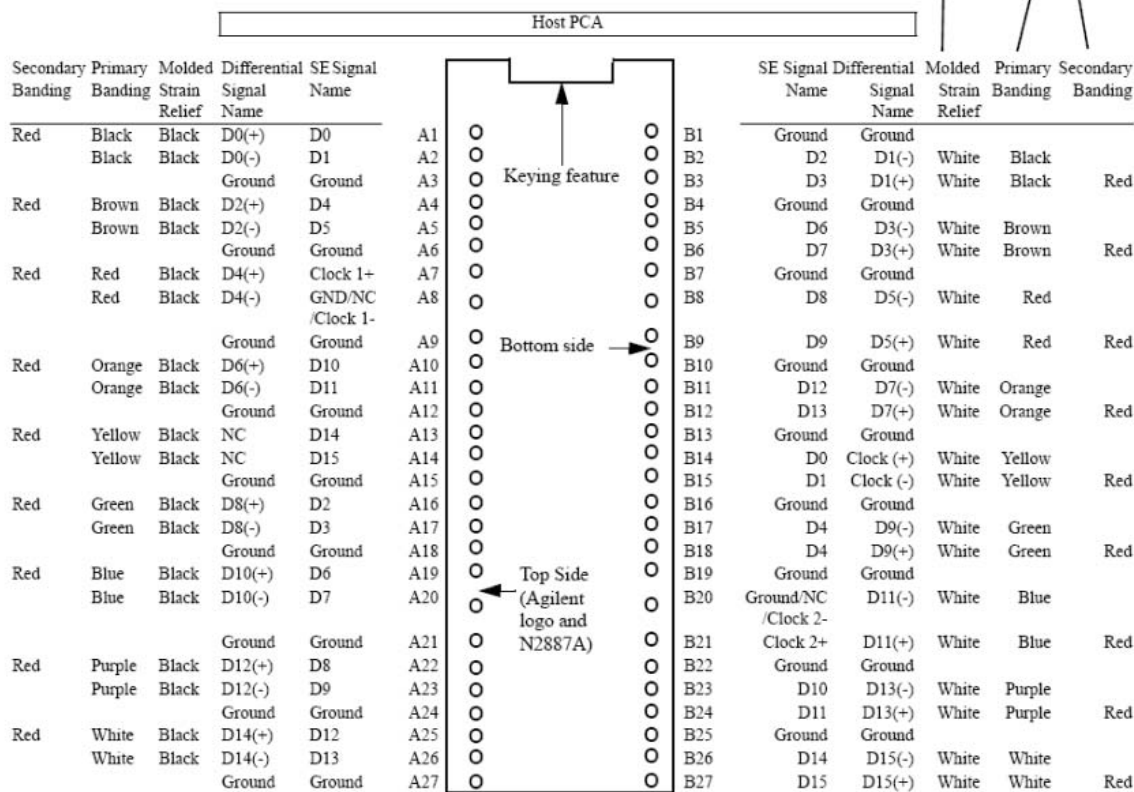 Host PCA
Secondary Primary Molded Differential SE Signal
Banding Banding Strain Signal Name
Relief Name
SE Signal Differential Molded Primary Secondary
Name Signal Strain Banding Banding
Name Relief
Red Black Black D0(+) D0 A1 B1 Ground Ground
Black Black D0(-) D1 A2 B2 D2 D1(-) White Black
Ground Ground A3 Keying feature B3 D3 D1(+) White Black Red
Red Brown Black D2(+) D4 A4 B4 Ground Ground
Brown Black D2(-) D5 A5 B5 D6 D3(-) White Brown
Ground Ground A6 B6 D7 D3(+) White Brown Red
Red Red Black D4(+) Clock 1+ A7 B7 Ground Ground
Red Black D4(-) GND/NC A8 B8 D8 D5(-) White Red
/Clock 1-
Ground Ground A9 Bottom side B9 D9 D5(+) White Red Red
Red Orange Black D6(+) D10 A10 B10 Ground Ground
Orange Black D6(-) D11 A11 B11 D12 D7(-) White Orange
Ground Ground A12 B12 D13 D7(+) White Orange Red
Red Yellow Black NC D14 A13 B13 Ground Ground
Yellow Black NC D15 A14 B14 D0 Clock (+) White Yellow
Ground Ground A15 B15 D1 Clock (-) White Yellow Red
Red Green Black D8(+) D2 A16 B16 Ground Ground
Green Black D8(-) D3 A17 B17 D4 D9(-) White Green
Ground Ground A18 B18 D4 D9(+) White Green Red
Red Blue Black D10(+) D6 A19 Top Side B19 Ground Ground
Blue Black D10(-) D7 A20 (Agilent B20 Ground/NC D11(-) White Blue
logo and /Clock 2-
Ground Ground A21 N2887A) B21 Clock 2+ D11(+) White Blue Red
Red Purple Black D12(+) D8 A22 B22 Ground Ground
Purple Black D12(-) D9 A23 B23 D10 D13(-) White Purple
Ground Ground A24 B24 D11 D13(+) White Purple Red
Red White Black D14(+) D12 A25 B25 Ground Ground
White Black D14(-) D13 A26 B26 D14 D15(-) White White
Ground Ground A27 B27 D15 D15(+) White White Red